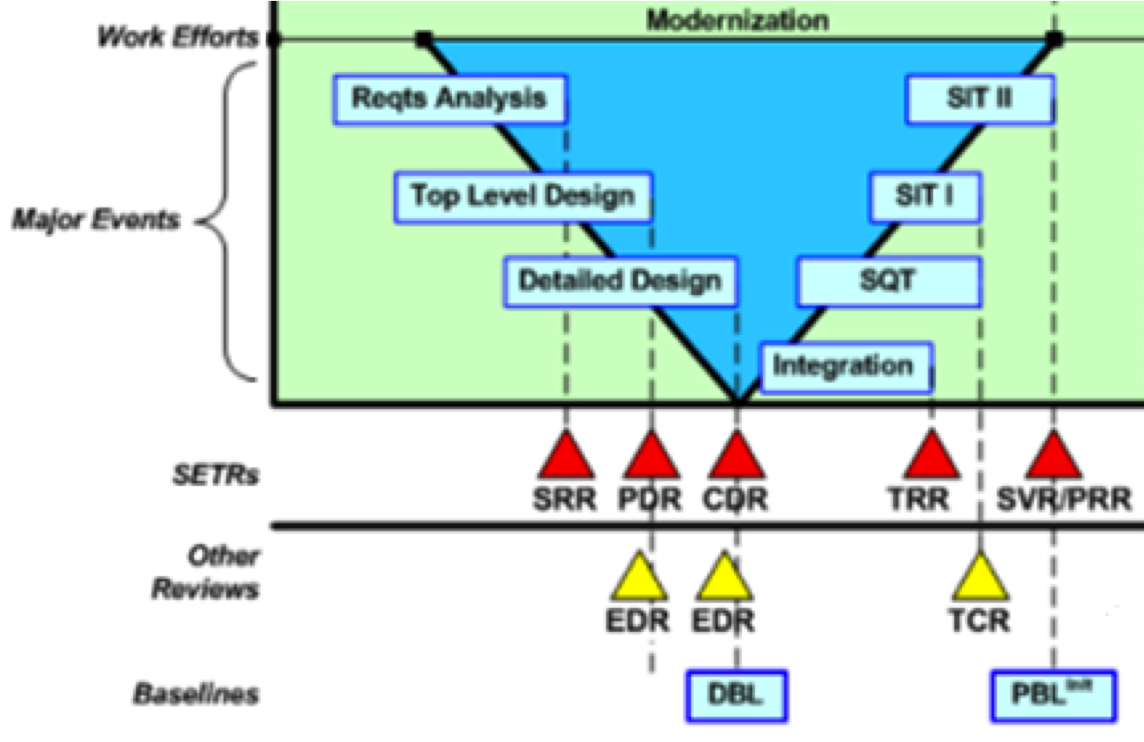 Modernization
Work Efforts
Reqts Analysis
SIT II
Top Level Design
SIT I
Major Events
Detailed Design
SQT
Integration
SETRs
SRR PDR CDR TRR SVR/PRR
Other
Reviews
EDR EDR TCR
Baselines
DBL
PBL Init